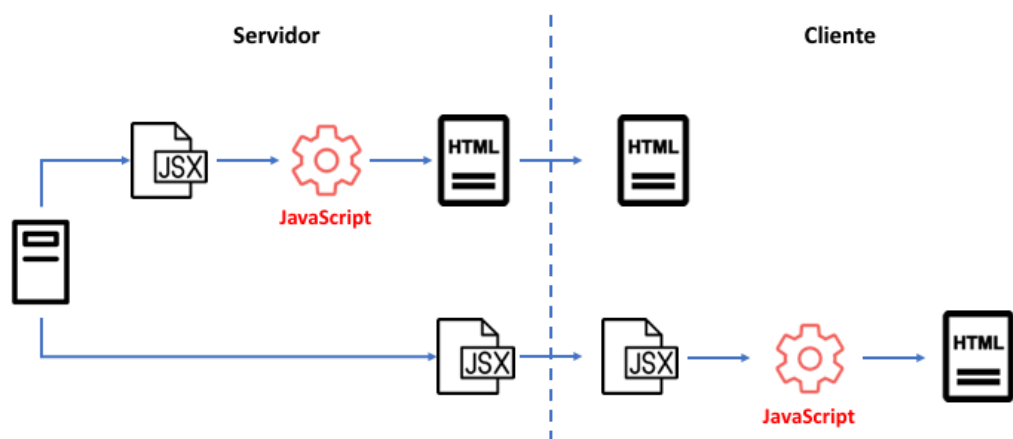 Servidor
Cliente
JSX
HTML
HTML
JavaScript
JSX
JSX
HTML
JavaScript